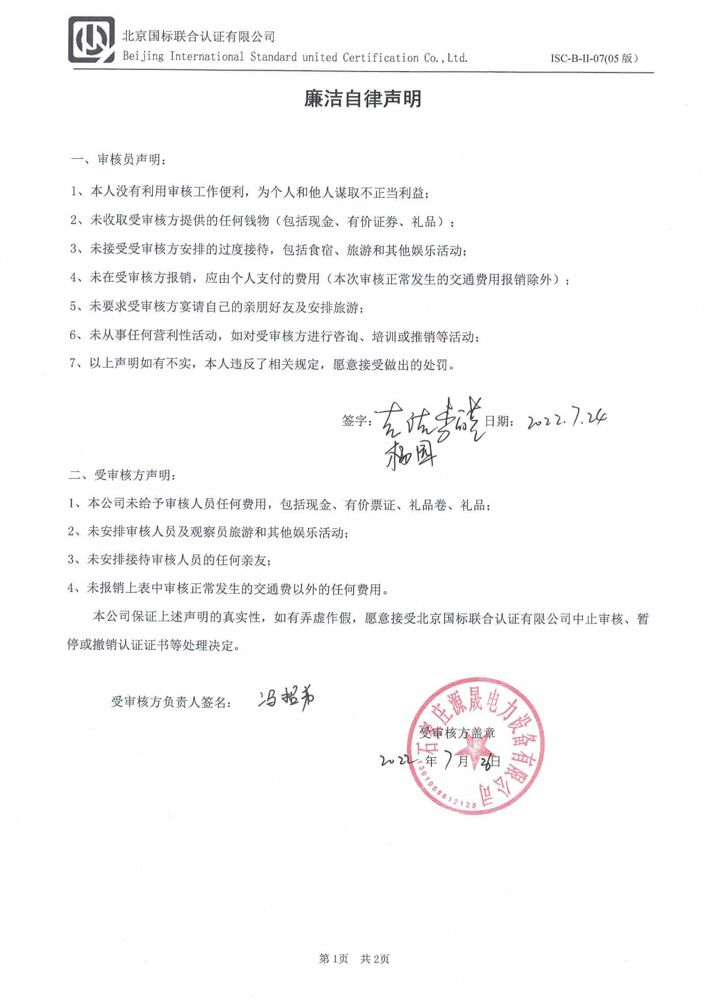 北京国标联合认证有限公司
Beijing International Standard united Certification Co.,Ltd.
ISC-B-II-07(05版)
廉洁自律声明
一、审核员声明:
1、本人没有利用审核工作便利,为个人和他人谋取不正当利益;
2、未收取受审核方提供的任何钱物(包括现金、有价证券、礼品);
3、未接受受审核方安排的过度接待,包括食宿、旅游和其他娱乐活动;
4、未在受审核方报销,应由个人支付的费用(本次审核正常发生的交通费用报销除外);
5、未要求受审核方宴请自己的亲朋好友及安排旅游;
6、未从事任何营利性活动,如对受审核方进行咨询、培训或推销等活动;
7、以上声明如有不实,本人违反了相关规定,愿意接受做出的处罚。
签字: 吉洁 日期: 2022.7.24
杨园
二、受审核方声明:
1、本公司未给予审核人员任何费用,包括现金、有价票证、礼品卷、礼品;
2、未安排审核人员及观察员旅游和其他娱乐活动;
3、未安排接待审核人员的任何亲友;
4、未报销上表中审核正常发生的交通费以外的任何费用。
本公司保证上述声明的真实性,如有弄虚作假,愿意接受北京国标联合认证有限公司中止审核、暂
停或撤销认证证书等处理决定。
受审核方负责人签名: 冯招弟
石家庄源晟电力设备有限公司
受审核方盖章
2022年7月26日
第1页 共2页